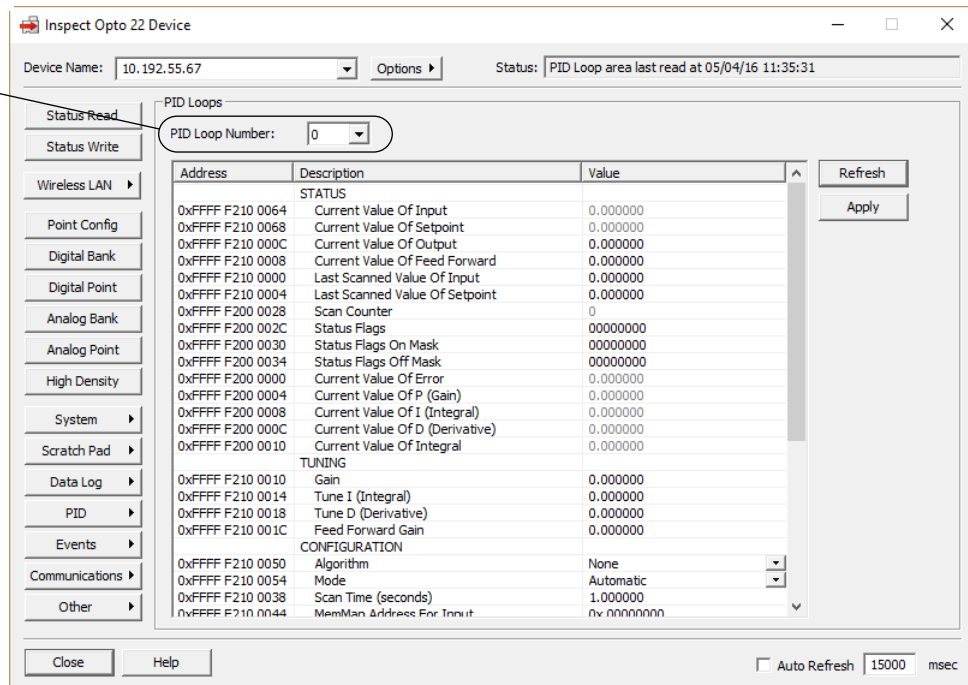 Inspect Opto 22 Device
Device Name: 10.192.55.67 Options Status: PID Loop area last read at 05/04/16 11:35:31
Status Read
Status Write
Wireless LAN
Point Config
Digital Bank
Digital Point
Analog Bank
Analog Point
High Density
System
Scratch Pad
Data Log
PID
Events
Communications
Other
PID Loops
PID Loop Number: 0
Address Description Value
STATUS
0xFFFF F210 0064 Current Value Of Input 0.000000
0xFFFF F210 0068 Current Value Of Setpoint 0.000000
0xFFFF F210 000C Current Value Of Output 0.000000
0xFFFF F210 0008 Current Value Of Feed Forward 0.000000
0xFFFF F210 0000 Last Scanned Value Of Input 0.000000
0xFFFF F210 0004 Last Scanned Value Of Setpoint 0.000000
0xFFFF F200 0028 Scan Counter 0
0xFFFF F200 002C Status Flags 00000000
0xFFFF F200 0030 Status Flags On Mask 00000000
0xFFFF F200 0034 Status Flags Off Mask 00000000
0xFFFF F200 0000 Current Value Of Error 0.000000
0xFFFF F200 0004 Current Value Of P (Gain) 0.000000
0xFFFF F200 0008 Current Value Of I (Integral) 0.000000
0xFFFF F200 000C Current Value Of D (Derivative) 0.000000
0xFFFF F200 0010 Current Value Of Integral 0.000000
TUNING
0xFFFF F210 0010 Gain 0.000000
0xFFFF F210 0014 Tune I (Integral) 0.000000
0xFFFF F210 0018 Tune D (Derivative) 0.000000
0xFFFF F210 001C Feed Forward Gain 0.000000
CONFIGURATION
0xFFFF F210 0050 Algorithm None
0xFFFF F210 0054 Mode Automatic
0xFFFF F210 0038 Scan Time (seconds) 1.000000
0xFFFF F210 0044 MemMap Address For Input 0x 00000000
Refresh
Apply
Close Help Auto Refresh 15000 msec